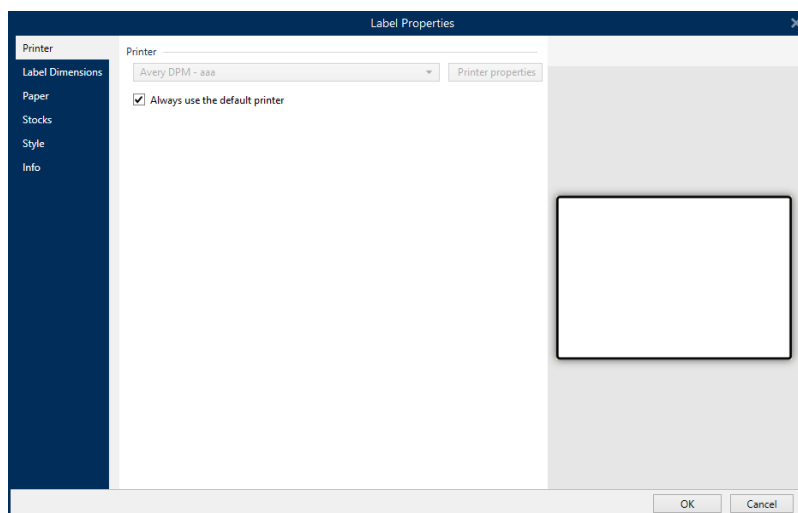 Label Properties
Printer
Label Dimensions
Paper
Stocks
Style
Info
Printer
Avery DPM - aaa
Printer properties
Always use the default printer
OK
Cancel